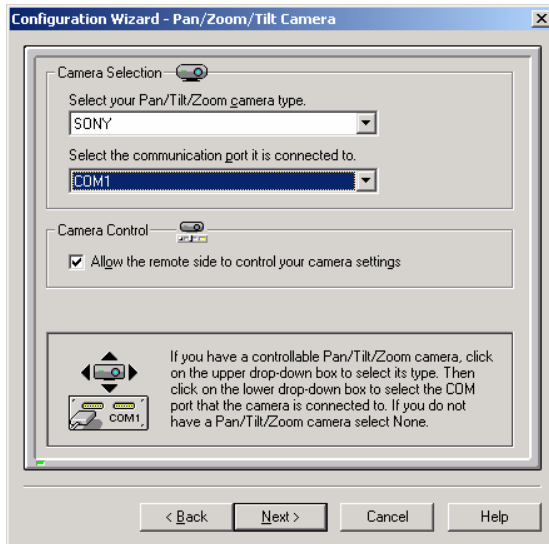 Configuration Wizard - Pan/Zoom/Tilt Camera
Camera Selection
Select your Pan/Tilt/Zoom camera type.
SONY
Select the communication port it is connected to.
COM1
Camera Control
Allow the remote side to control your camera settings
If you have a controllable Pan/Tilt/Zoom camera, click
on the upper drop-down box to select its type. Then
click on the lower drop-down box to select the COM
port that the camera is connected to. If you do not
have a Pan/Tilt/Zoom camera select None.
COM1
< Back
Next >
Cancel
Help